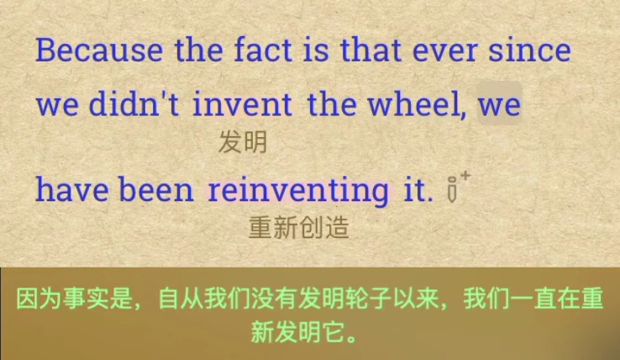 Because the fact is that ever since
we didn't invent the wheel, we
发明
have been reinventing it.
重新创造
因为事实是，自从我们没有发明轮子以来，我们一直在重
新发明它。